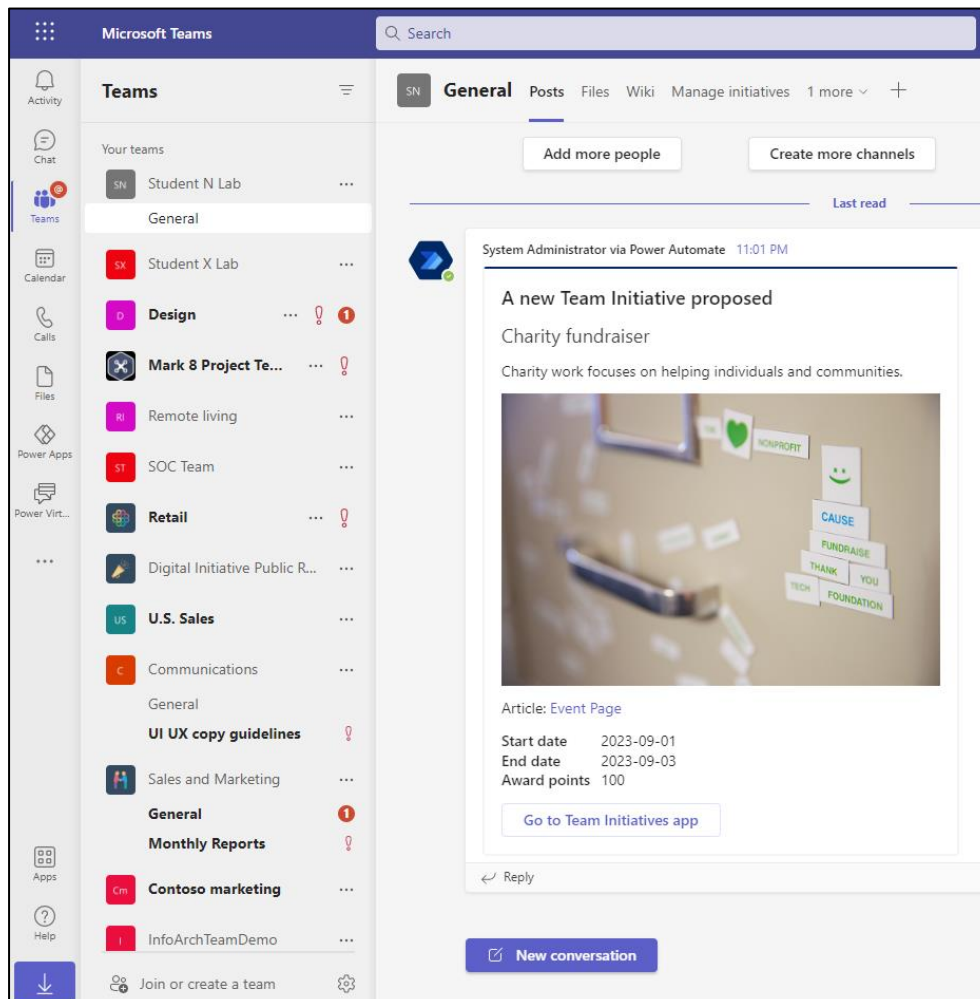 Microsoft Teams
Search
Activity
Chat
@
Teams
Calendar
Calls
Files
Power Apps
Power Virt...
Apps
Help
Teams
Your teams
SN Student N Lab
General
SX Student X Lab
D Design 1
Mark 8 Project Te...
RI Remote living
ST SOC Team
Retail
Digital Initiative Public R...
US U.S. Sales
C Communications
General
UI UX copy guidelines
Sales and Marketing
General 1
Monthly Reports
Cm Contoso marketing
I InfoArchTeamDemo
Join or create a team
SN General Posts Files Wiki Manage initiatives 1 more
Add more people Create more channels
Last read
System Administrator via Power Automate 11:01 PM
A new Team Initiative proposed
Charity fundraiser
Charity work focuses on helping individuals and communities.
NONPROFIT
CAUSE
FUNDRAISE
THANK YOU
TECH FOUNDATION
Article: Event Page
Start date 2023-09-01
End date 2023-09-03
Award points 100
Go to Team Initiatives app
Reply
New conversation